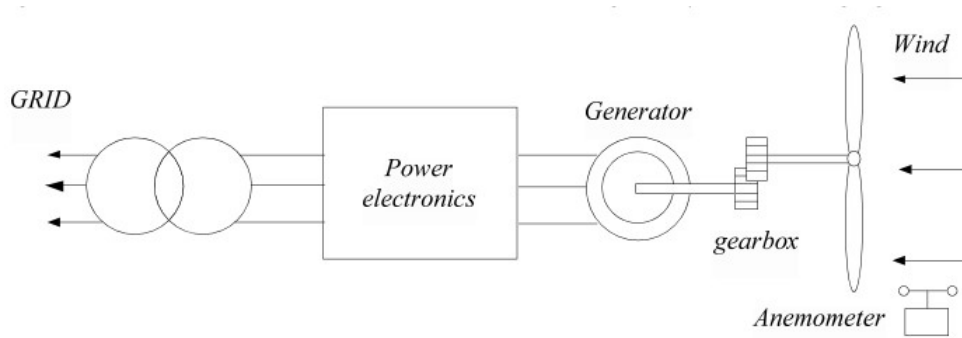 Wind
GRID
Generator
Power
electronics
gearbox
Anemometer